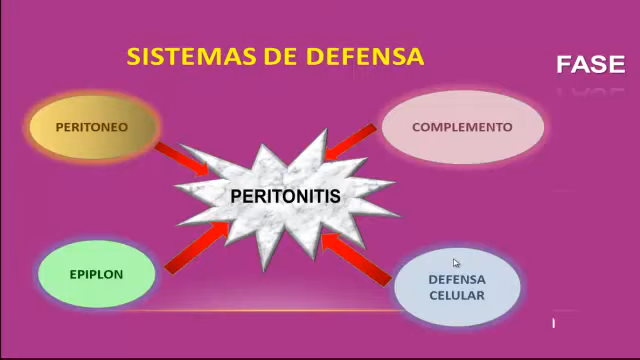 SISTEMAS DE DEFENSA
FASE
PERITONEO
COMPLEMENTO
PERITONITIS
EPIPLON
DEFENSA
CELULAR